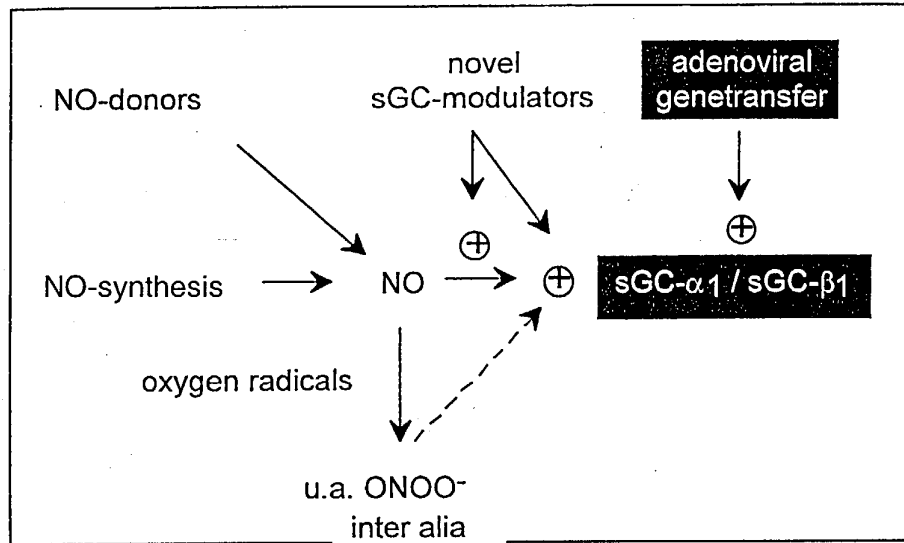 novel
sGC-modulators
adenoviral
genetransfer
NO-donors
NO-synthesis
NO
sGC-α1 / sGC-β1
oxygen radicals
u.a. ONOO-
inter alia